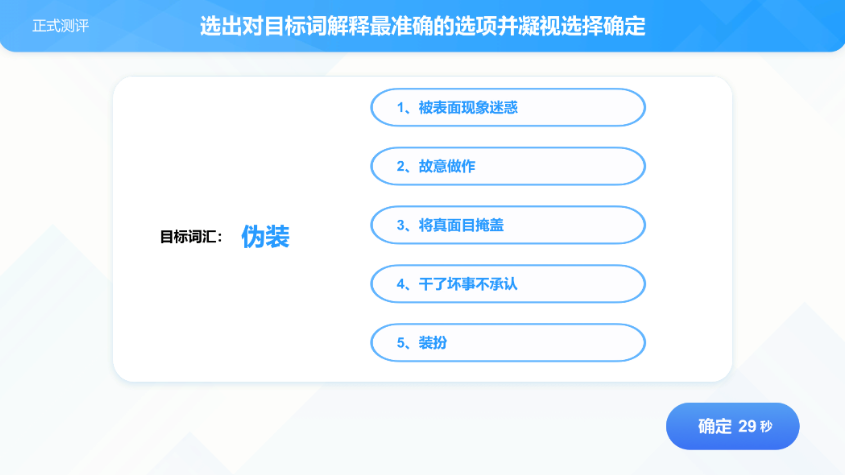 正式测评
选出对目标词解释最准确的选项并凝视选择确定
1、被表面现象迷惑
2、故意做作
目标词汇： 伪装
3、将真面目掩盖
4、干了坏事不承认
5、装扮
确定 29 秒